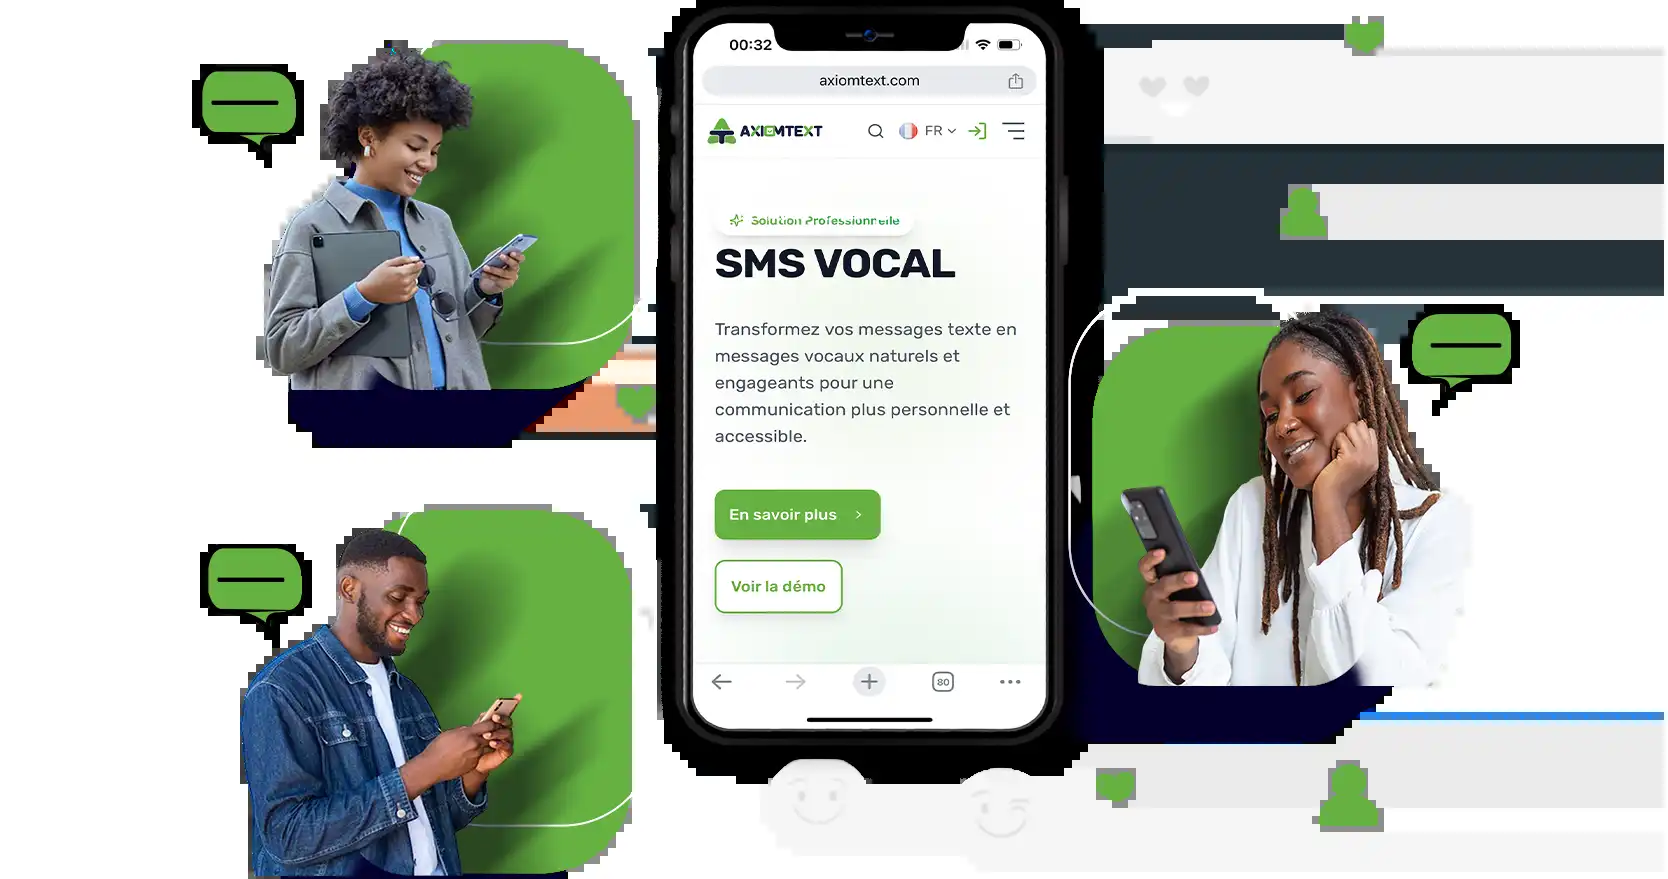 00:32
axiomtext.com
AXIOMTEXT
FR
Solution Professionnelle
SMS VOCAL
Transformez vos messages texte en
messages vocaux naturels et
engageants pour une
communication plus personnelle et
accessible.
En savoir plus
Voir la démo
80